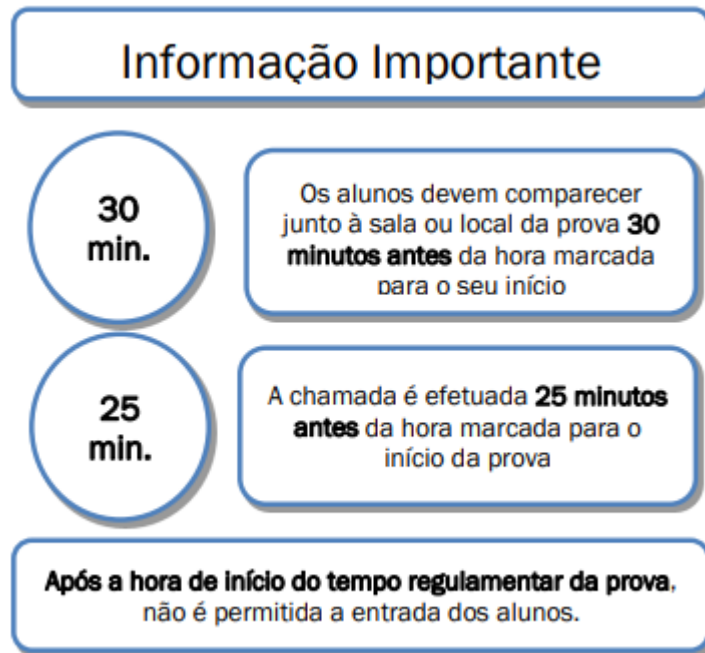 Informação Importante
30
min.
Os alunos devem comparecer
junto à sala ou local da prova 30
minutos antes da hora marcada
para o seu início
25
min.
A chamada é efetuada 25 minutos
antes da hora marcada para o
início da prova
Após a hora de início do tempo regulamentar da prova,
não é permitida a entrada dos alunos.